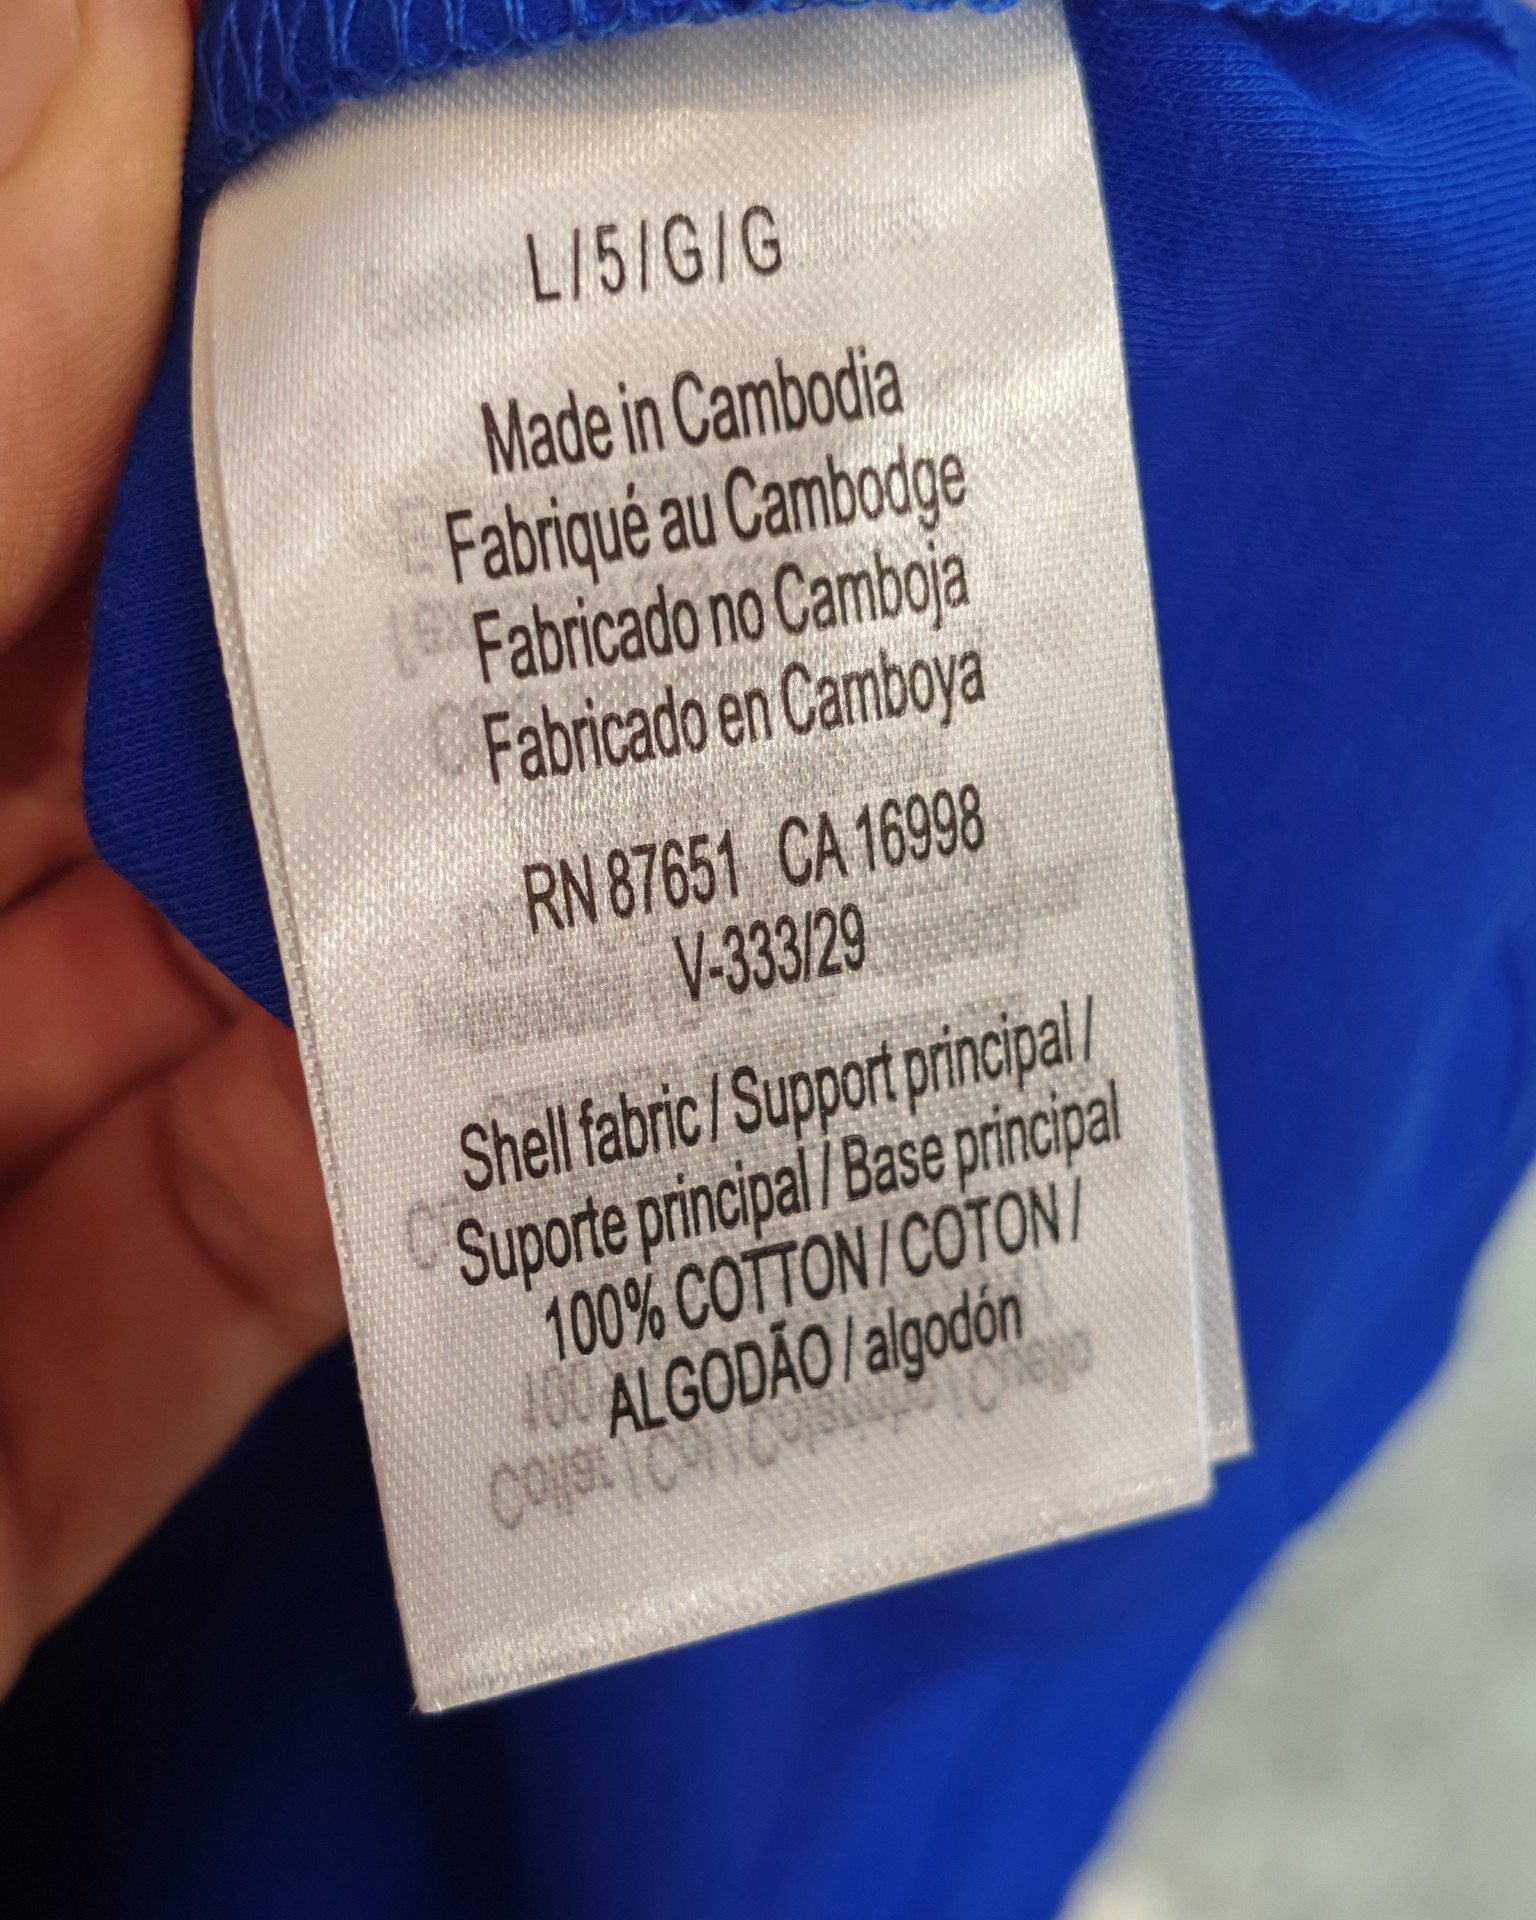 L / 5 / G / G
Made in Cambodia
Fabriqué au Cambodge
Fabricado no Camboja
Fabricado en Camboya
RN 87651 CA 16998
V-333/29
Shell fabric / Support principal /
Suporte principal / Base principal
100% COTTON / COTON /
ALGODÃO / algodón